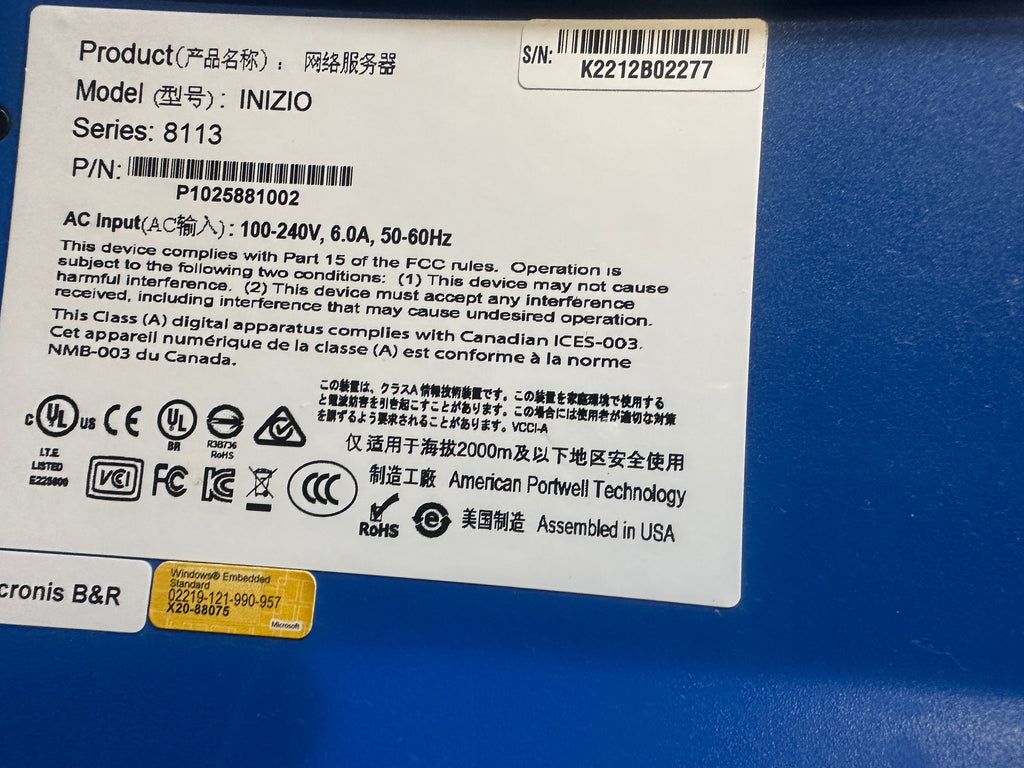 Product(产品名称)： 网络服务器
S/N:
K2212B02277
Model (型号): INIZIO
Series: 8113
P/N:
P1025881002
AC Input(AC输入): 100-240V, 6.0A, 50-60Hz
This device complies with Part 15 of the FCC rules. Operation is
subject to the following two conditions: (1) This device may not cause
harmful interference. (2) This device must accept any interference
received, including interference that may cause undesired operation.
This Class (A) digital apparatus complies with Canadian ICES-003.
Cet appareil numérique de la classe (A) est conforme à la norme
NMB-003 du Canada.
この装置は、クラスA情報技術装置です。この装置を家庭環境で使用する
と電波妨害を引き起こすことがあります。この場合には使用者が適切な対策
を講ずるよう要求されることがあります。VCCI-A
c UL US CE UL
BR
R3B736
RoHS
仅适用于海拔2000m及以下地区安全使用
I.T.E.
LISTED
VCI FC CCC
制造工廠 American Portwell Technology
RoHS
e
美国制造 Assembled in USA
cronis B&R
Windows® Embedded
Standard
02219-121-990-957
X20-88075
Microsoft